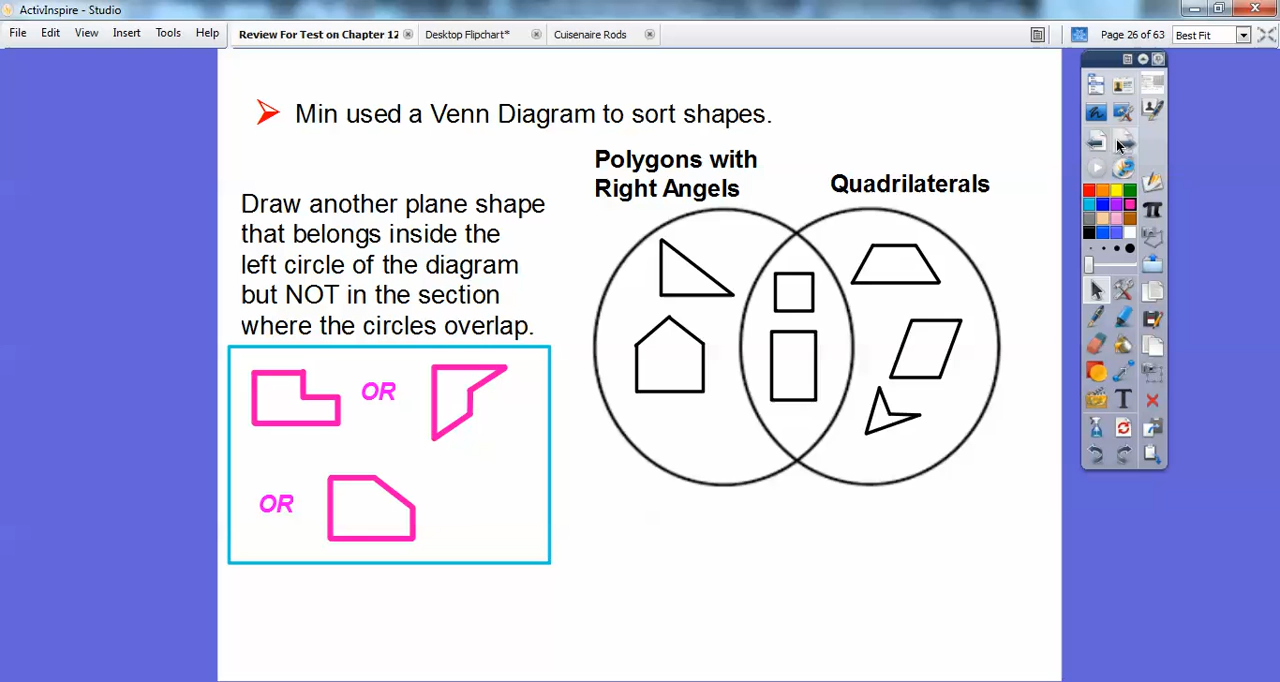 ActivInspire - Studio
File Edit View Insert Tools Help
Review For Test on Chapter 12 Desktop Flipchart* Cuisenaire Rods Page 26 of 63 Best Fit
Min used a Venn Diagram to sort shapes.
Polygons with
Right Angels
Quadrilaterals
Draw another plane shape
that belongs inside the
left circle of the diagram
but NOT in the section
where the circles overlap.
OR
OR